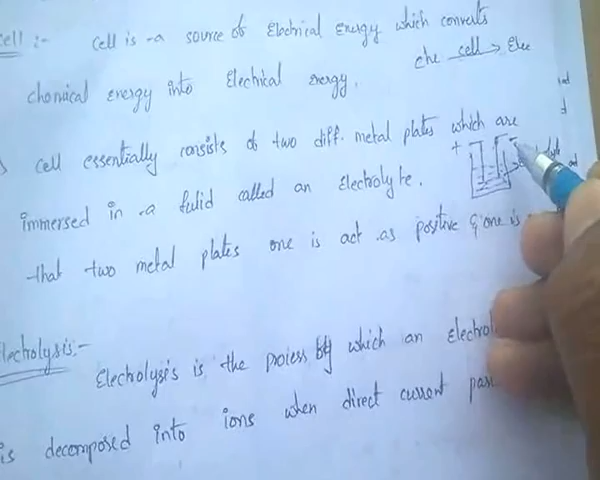 cell :- cell is a source of Electrical Energy which converts
che cell → Elec
chemical energy into Electrical energy.
cell essentially consists of two diff. metal plates which are
+ -
immersed in a fulid called an Electrolyte.
that two metal plates one is act as positive & one is
Electrolysis:-
Electrolysis is the process by which an electrol
is decomposed into ions when direct current pass